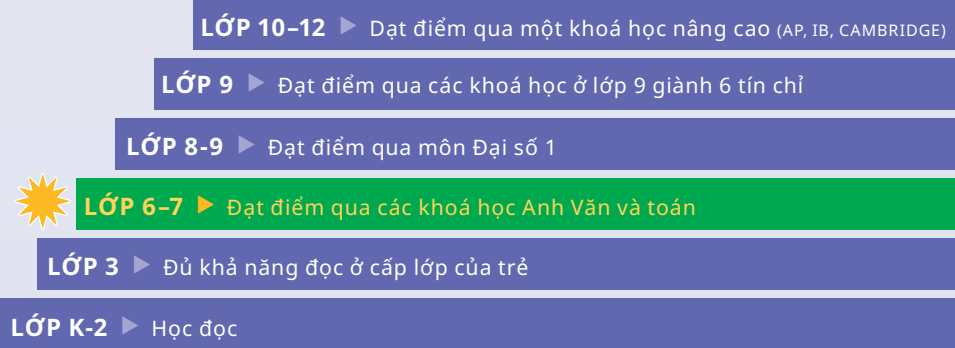 LỚP 10–12 ▶ Dạt điểm qua một khoá học nâng cao (AP, IB, CAMBRIDGE)
LỚP 9 ▶ Đạt điểm qua các khoá học ở lớp 9 giành 6 tín chỉ
LỚP 8-9 ▶ Đạt điểm qua môn Đại số 1
LỚP 6–7 ▶ Đạt điểm qua các khoá học Anh Văn và toán
LỚP 3 ▶ Đủ khả năng đọc ở cấp lớp của trẻ
LỚP K-2 ▶ Học đọc